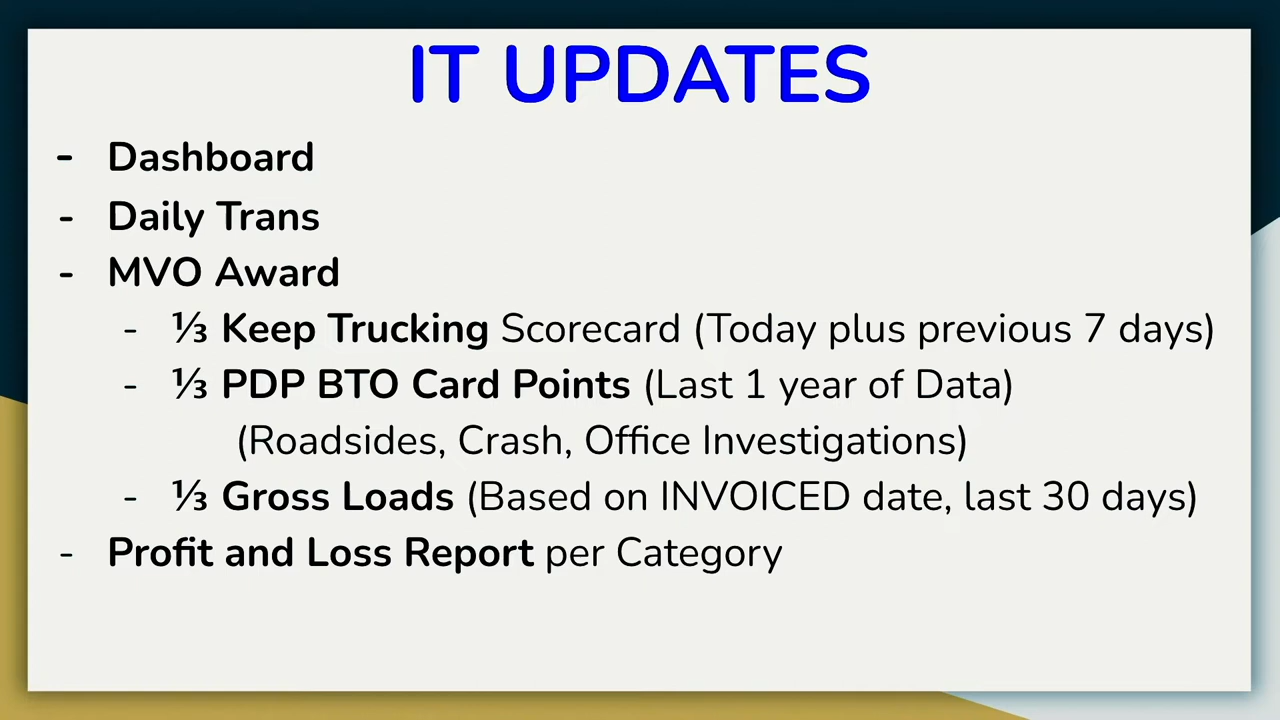 IT UPDATES
- Dashboard
- Daily Trans
- MVO Award
- ⅓ Keep Trucking Scorecard (Today plus previous 7 days)
- ⅓ PDP BTO Card Points (Last 1 year of Data)
(Roadsides, Crash, Office Investigations)
- ⅓ Gross Loads (Based on INVOICED date, last 30 days)
- Profit and Loss Report per Category